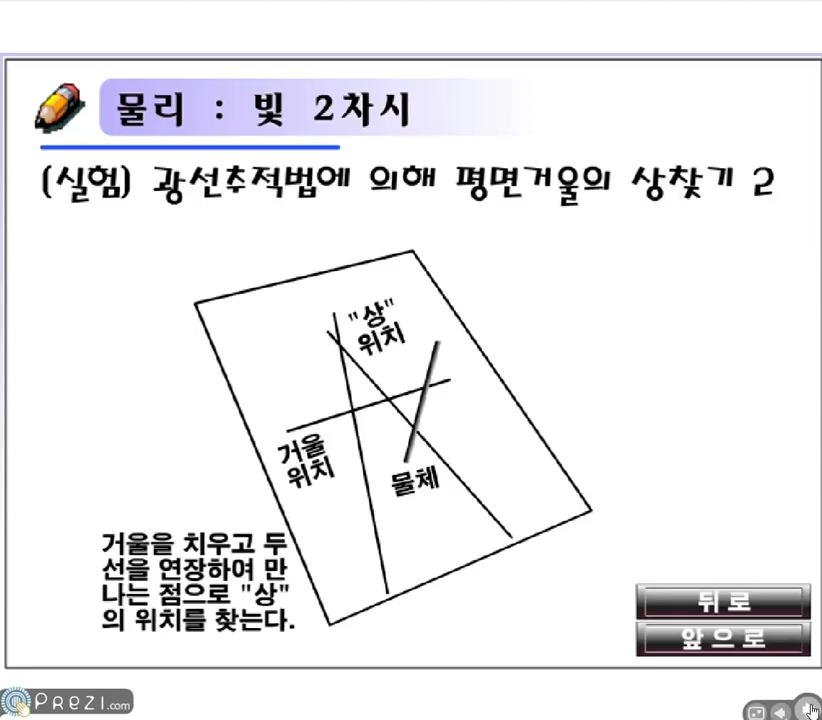 물리 : 빛 2차시
(실험) 광선추적법에 의해 평면거울의 상찾기 2
"상"
위치
거울
위치
물체
거울을 치우고 두
선을 연장하여 만
나는 점으로 "상"
의 위치를 찾는다.
뒤로
앞으로
PREZI.com